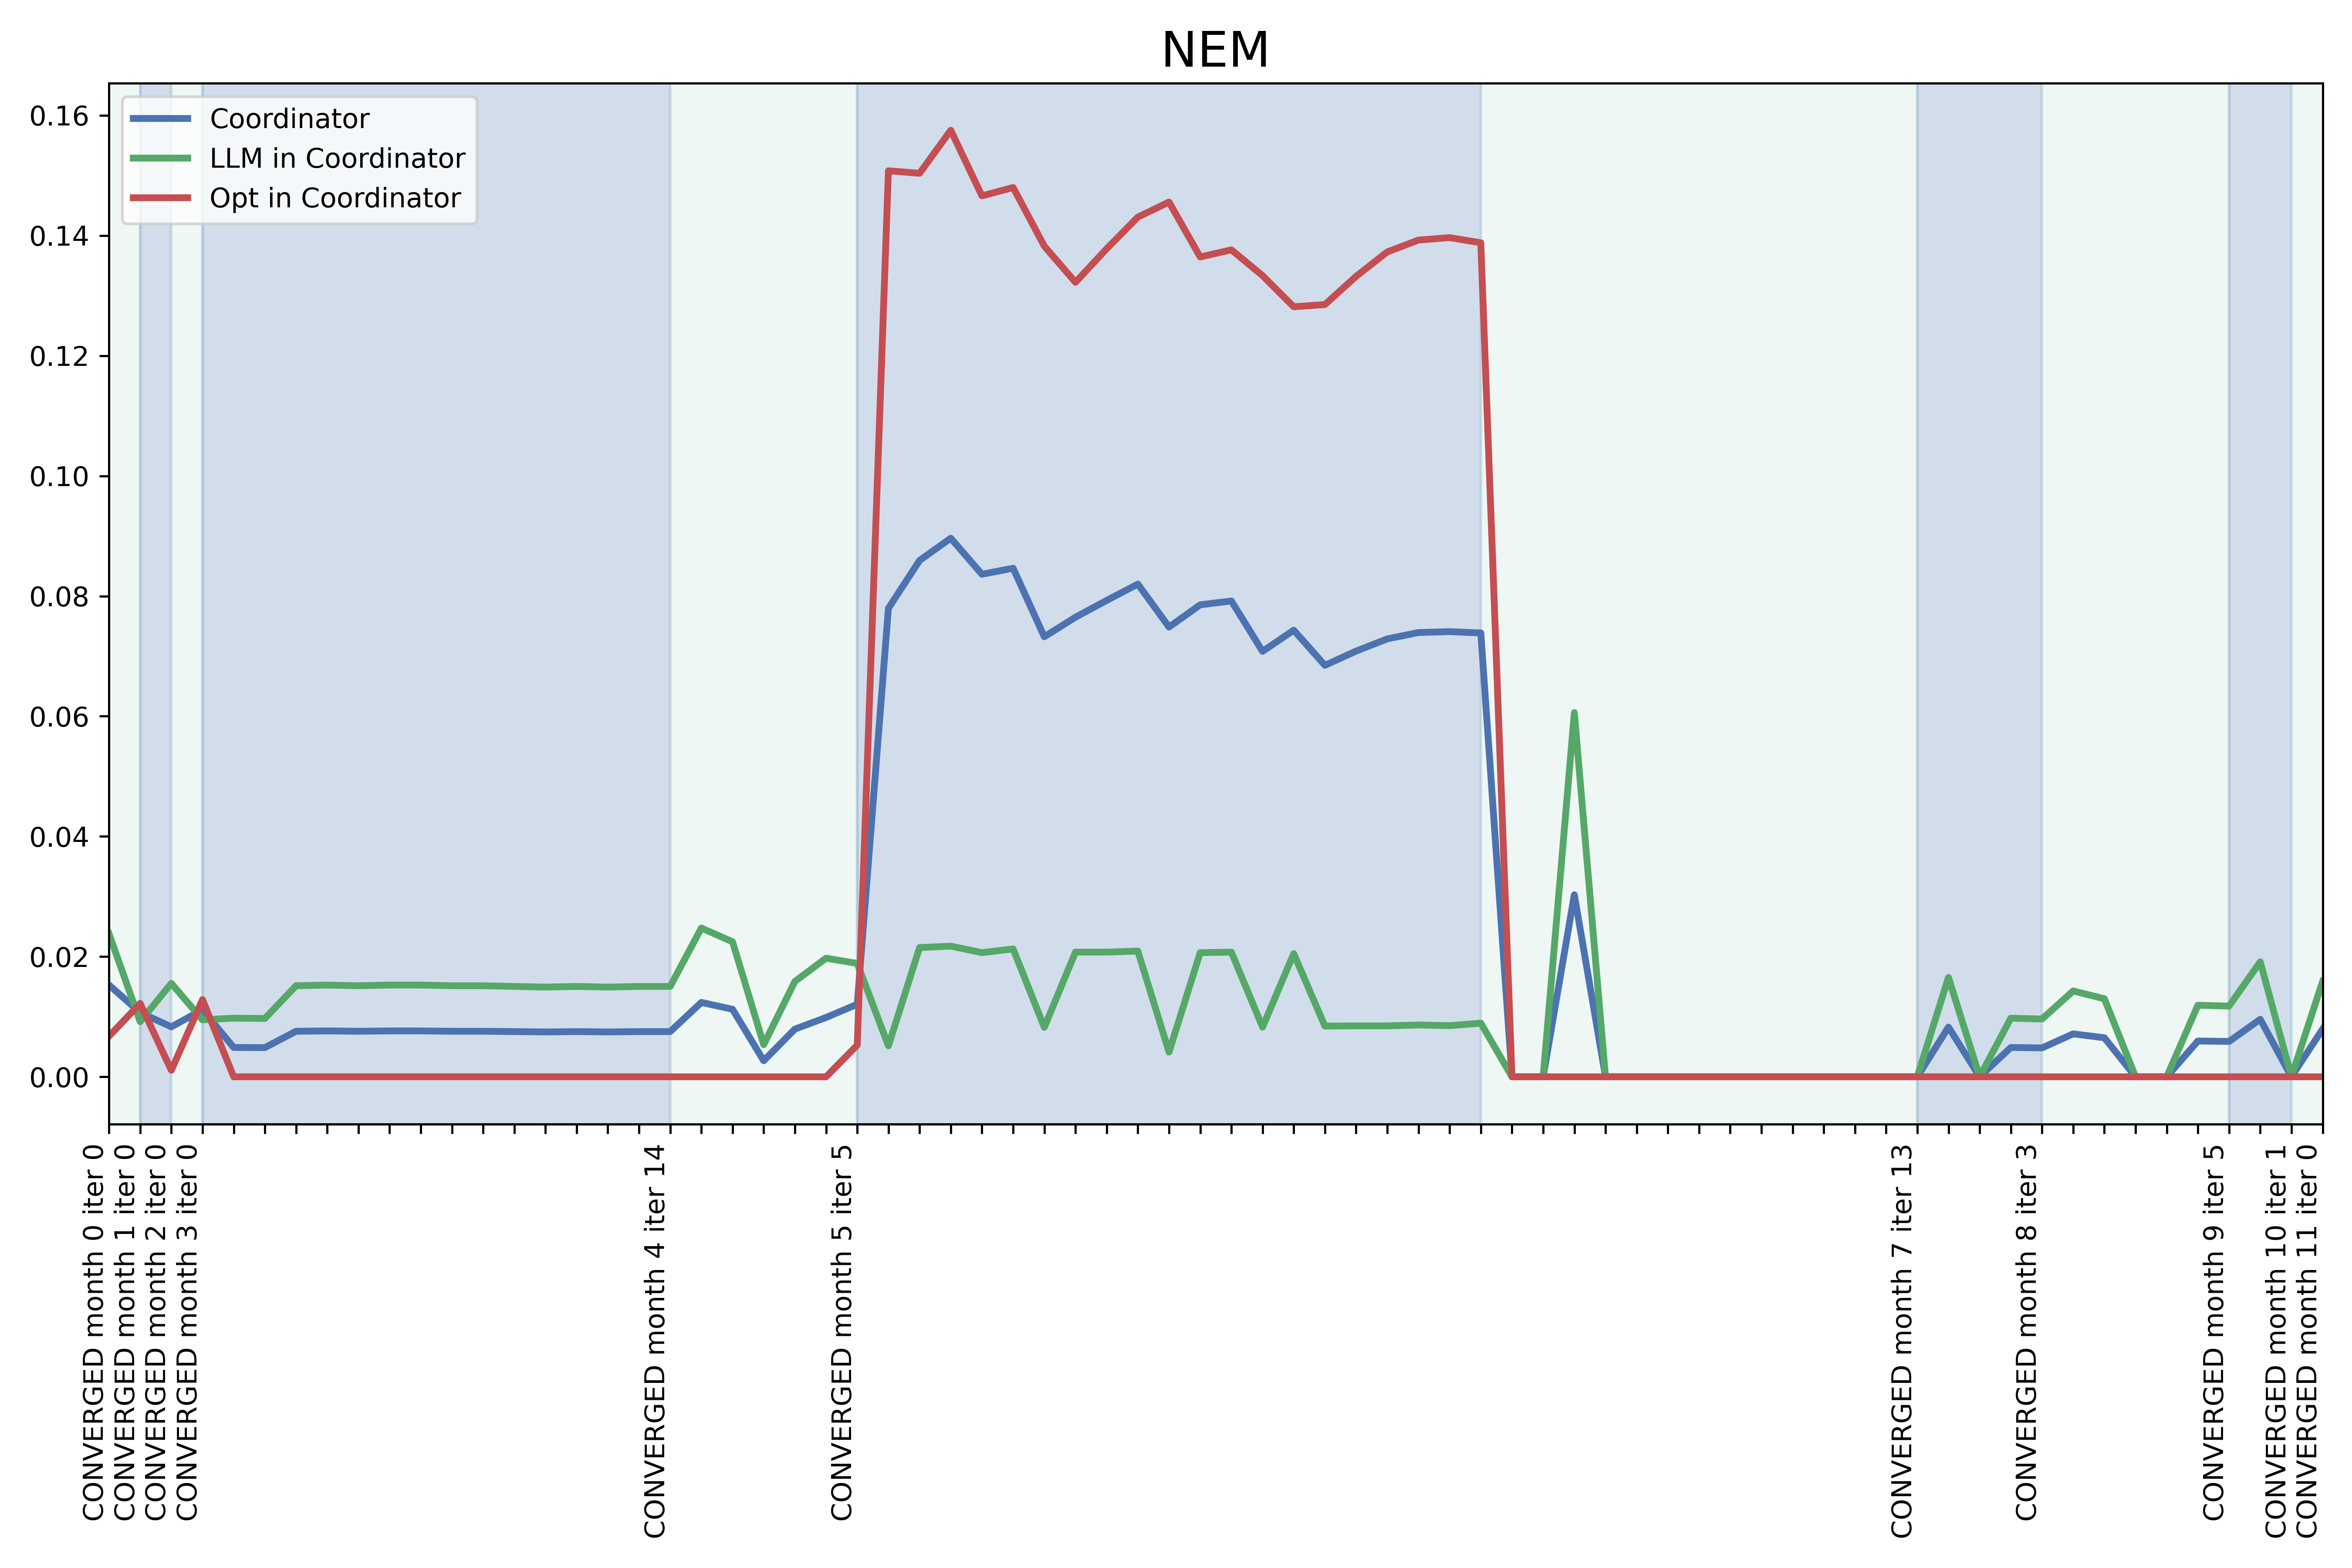 NEM
Coordinator
LLM in Coordinator
Opt in Coordinator
0.16
0.14
0.12
0.10
0.08
0.06
0.04
0.02
0.00
CONVERGED month 0 iter 0
CONVERGED month 1 iter 0
CONVERGED month 2 iter 0
CONVERGED month 3 iter 0
CONVERGED month 4 iter 14
CONVERGED month 5 iter 5
CONVERGED month 7 iter 13
CONVERGED month 8 iter 3
CONVERGED month 9 iter 5
CONVERGED month 10 iter 1
CONVERGED month 11 iter 0